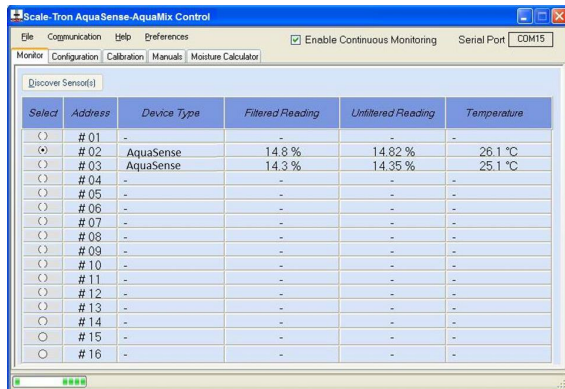 Scale-Tron AquaSense-AquaMix Control
File Communication Help Preferences Enable Continuous Monitoring Serial Port COM15
Monitor Configuration Calibration Manuals Moisture Calculator
Discover Sensor(s)
Select Address Device Type Filtered Reading Unfiltered Reading Temperature
# 01 - - - -
# 02 AquaSense 14.8 % 14.82 % 26.1 °C
# 03 AquaSense 14.3 % 14.35 % 25.1 °C
# 04 - - - -
# 05 - - - -
# 06 - - - -
# 07 - - - -
# 08 - - - -
# 09 - - - -
# 10 - - - -
# 11 - - - -
# 12 - - - -
# 13 - - - -
# 14 - - - -
# 15 - - - -
# 16 - - - -